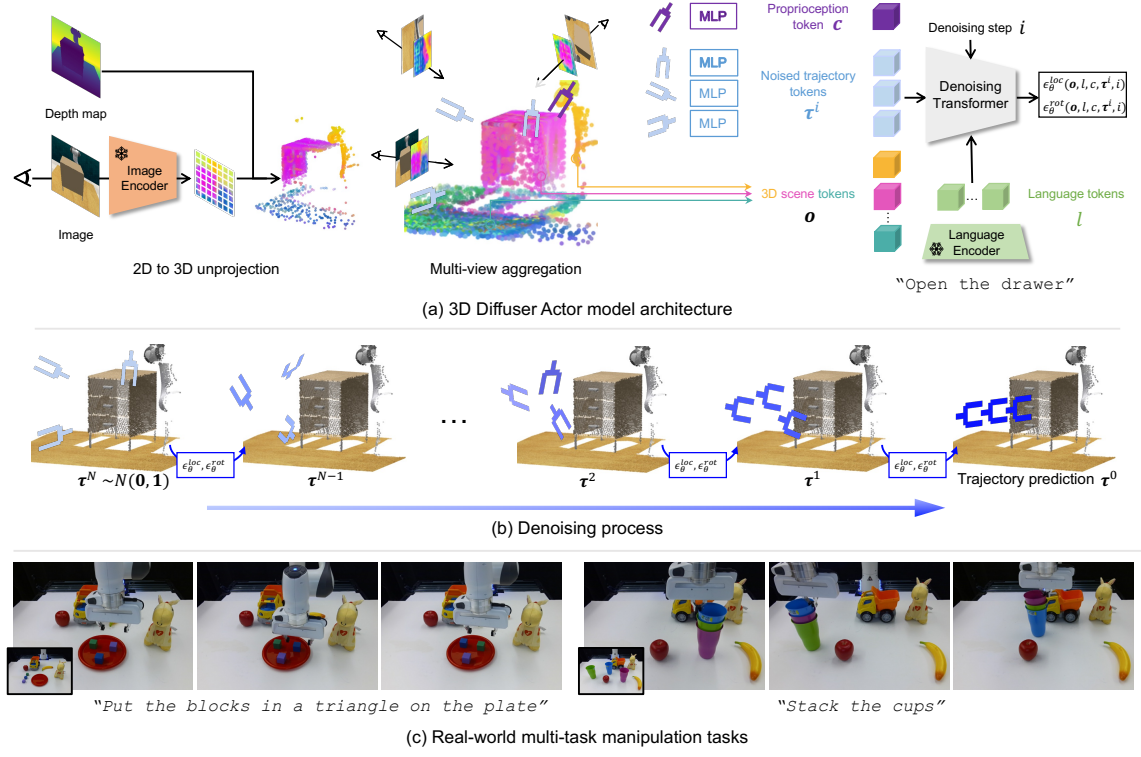 Depth map
Image
Image
Encoder
2D to 3D unprojection
Multi-view aggregation
MLP
MLP
MLP
MLP
Proprioception
token c
Noised trajectory
tokens
τ^i
3D scene tokens
o
Denoising step i
Denoising
Transformer
ϵ_θ^loc(o, l, c, τ^i, i)
ϵ_θ^rot(o, l, c, τ^i, i)
...
Language tokens
l
Language
Encoder
“Open the drawer”
(a) 3D Diffuser Actor model architecture
τ^N ~N(0, 1)
ϵ_θ^loc, ϵ_θ^rot
τ^N−1
...
τ^2
ϵ_θ^loc, ϵ_θ^rot
τ^1
ϵ_θ^loc, ϵ_θ^rot
Trajectory prediction τ^0
(b) Denoising process
“Put the blocks in a triangle on the plate”
“Stack the cups”
(c) Real-world multi-task manipulation tasks